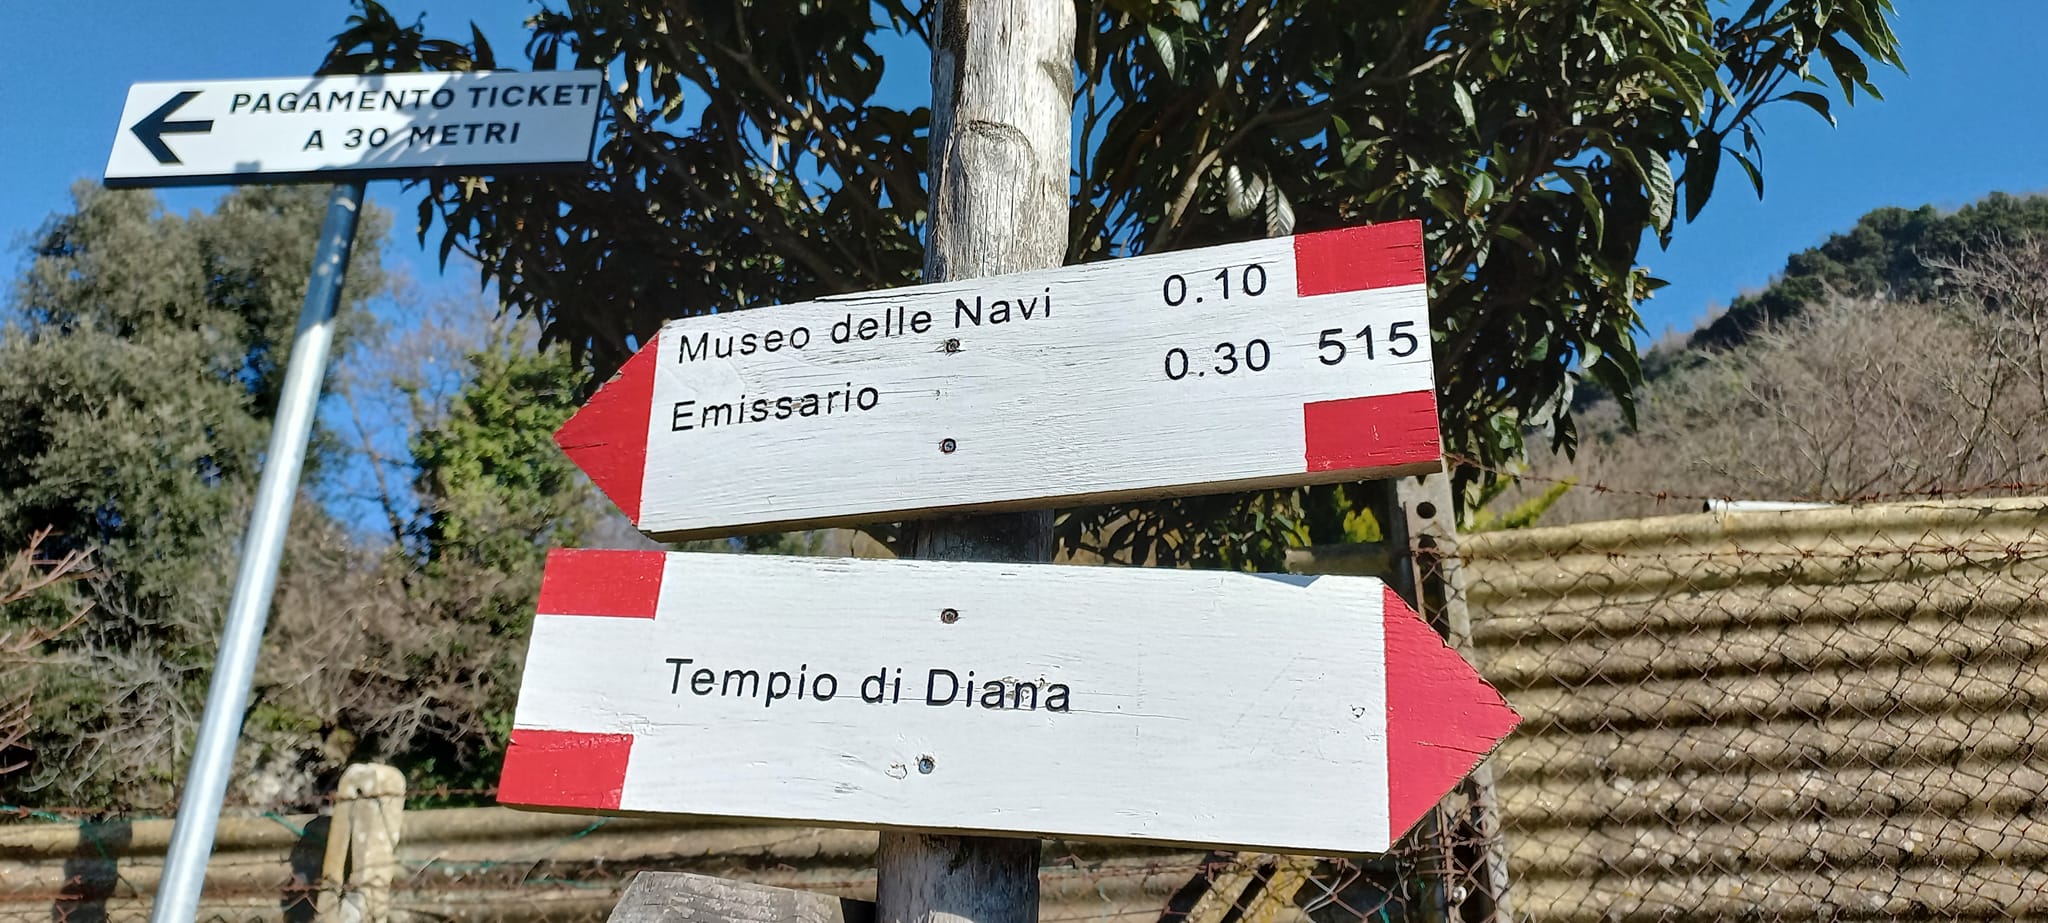 PAGAMENTO TICKET
A 30 METRI
Museo delle Navi 0.10
Emissario 0.30 515
Tempio di Diana